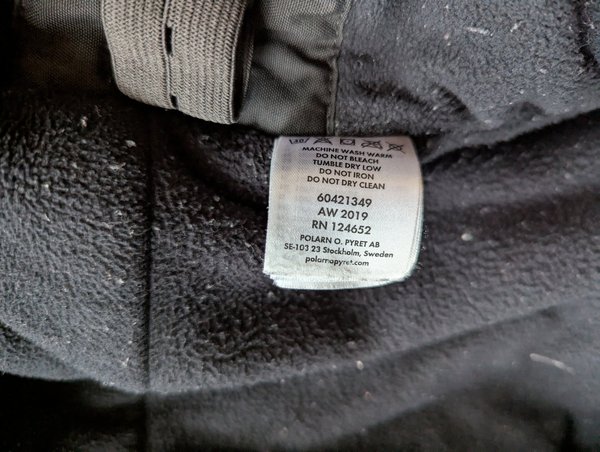 MACHINE WASH WARM
DO NOT BLEACH
TUMBLE DRY LOW
DO NOT IRON
DO NOT DRY CLEAN
60421349
AW 2019
RN 124652
POLARN O. PYRET AB
SE-103 23 Stockholm, Sweden
polarnopyret.com